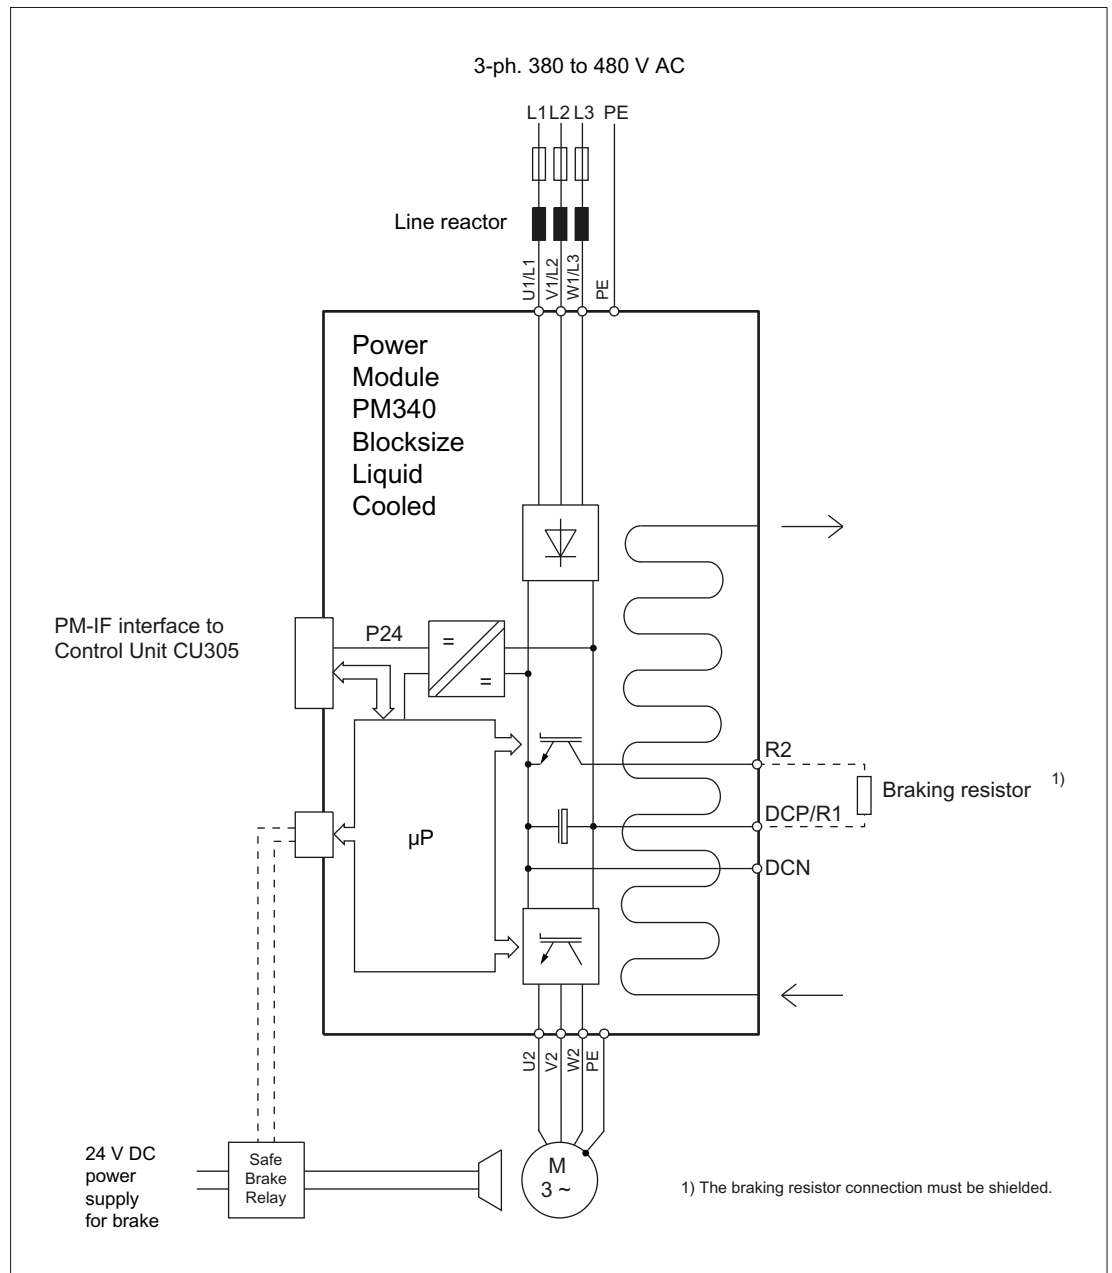 3-ph. 380 to 480 V AC
L1 L2 L3 PE
Line reactor
U1/L1
V1/L2
W1/L3
PE
Power
Module
PM340
Blocksize
Liquid
Cooled
PM-IF interface to
Control Unit CU305
P24
=
=
R2
Braking resistor 1)
DCP/R1
µP
DCN
U2
V2
W2
PE
24 V DC
power
supply
for brake
Safe
Brake
Relay
M
3 ~
1) The braking resistor connection must be shielded.